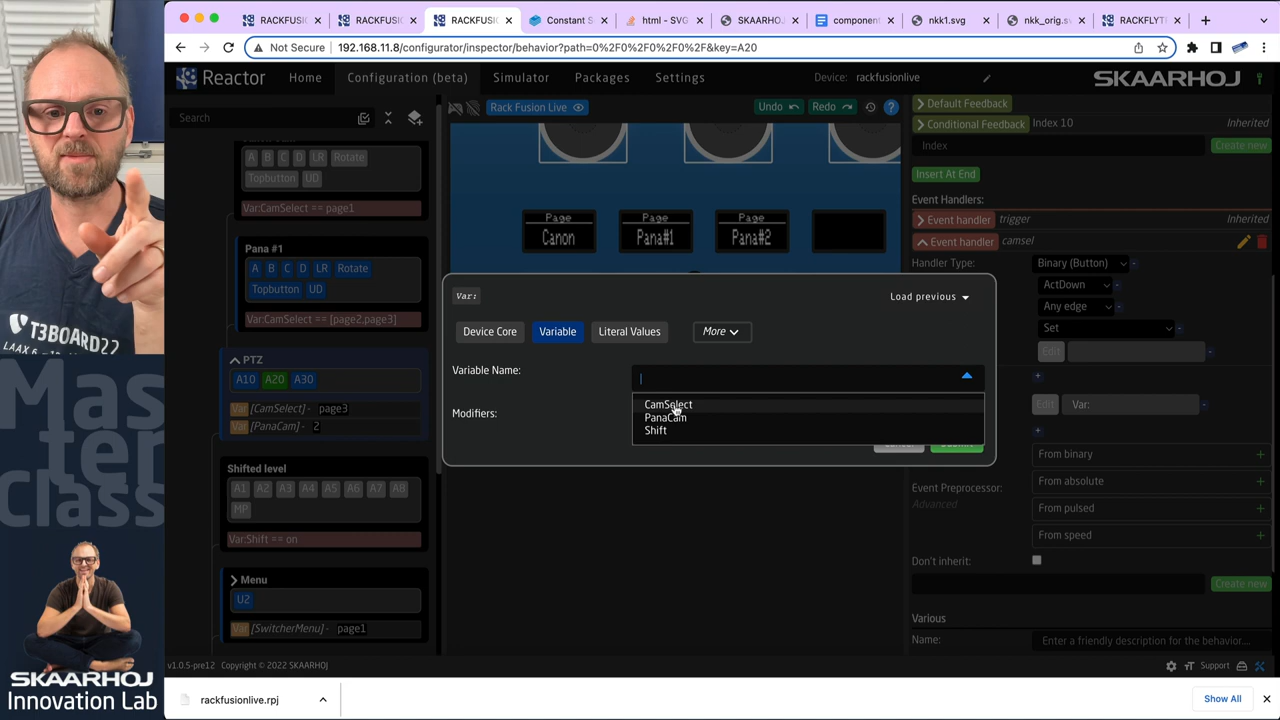 RACKFUSIO
RACKFUSIO
RACKFUSIO
Constant S
html - SVG
SKAARHOJ
component
nkk1.svg
nkk_orig.sv
RACKFLYT
Not Secure
192.168.11.8/configurator/inspector/behavior?path=0%2F0%2F0%2F0%2F&key=A20
Reactor
Home
Configuration (beta)
Simulator
Packages
Settings
Device:
rackfusionlive
SKAARHOJ
Search
Rack Fusion Live
Undo
Redo
?
A B C D LR Rotate
Topbutton UD
Var:CamSelect == page1
Pana #1
A B C D LR Rotate
Topbutton UD
Var:CamSelect == [page2,page3]
PTZ
A10 A20 A30
Var [CamSelect]- page3
Var [PanaCam]- 2
Shifted level
A1 A2 A3 A4 A5 A6 A7 AB
MP
Var:Shift == on
Menu
U2
Var [SwitcherMenu]- page1
Page
Canon
Page
Pana#1
Page
Pana#2
Var:
Load previous
Device Core
Variable
Literal Values
More
Variable Name:
CamSelect
PanaCam
Shift
Modifiers:
Default Feedback
Conditional Feedback
Index 10
Inherited
Index
Create new
Insert At End
Event Handlers:
Event handler
trigger
Inherited
Event handler
camsel
Handler Type:
Binary (Button)
ActDown
Any edge
Set
Edit
Edit
Var:
From binary
From absolute
From pulsed
From speed
Event Preprocessor:
Advanced
Don't inherit:
Create new
Various
Name:
Enter a friendly description for the behavior....
v1.0.5-pre12
Copyright © 2022 SKAARHOJ
Support
rackfusionlive.rpj
Show All
T3BOARD22
Mas
ter
Class
SKAARHOJ
Innovation Lab